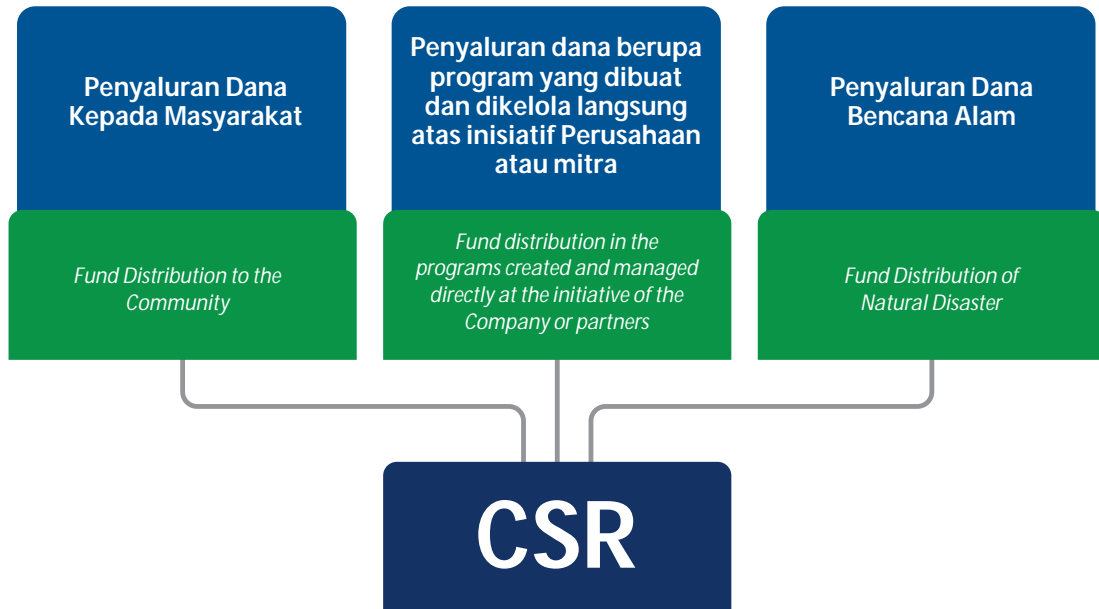 Penyaluran Dana
Kepada Masyarakat
Fund Distribution to the
Community
Penyaluran dana berupa
program yang dibuat
dan dikelola langsung
atas inisiatif Perusahaan
atau mitra
Fund distribution in the
programs created and managed
directly at the initiative of the
Company or partners
Penyaluran Dana
Bencana Alam
Fund Distribution of
Natural Disaster
CSR